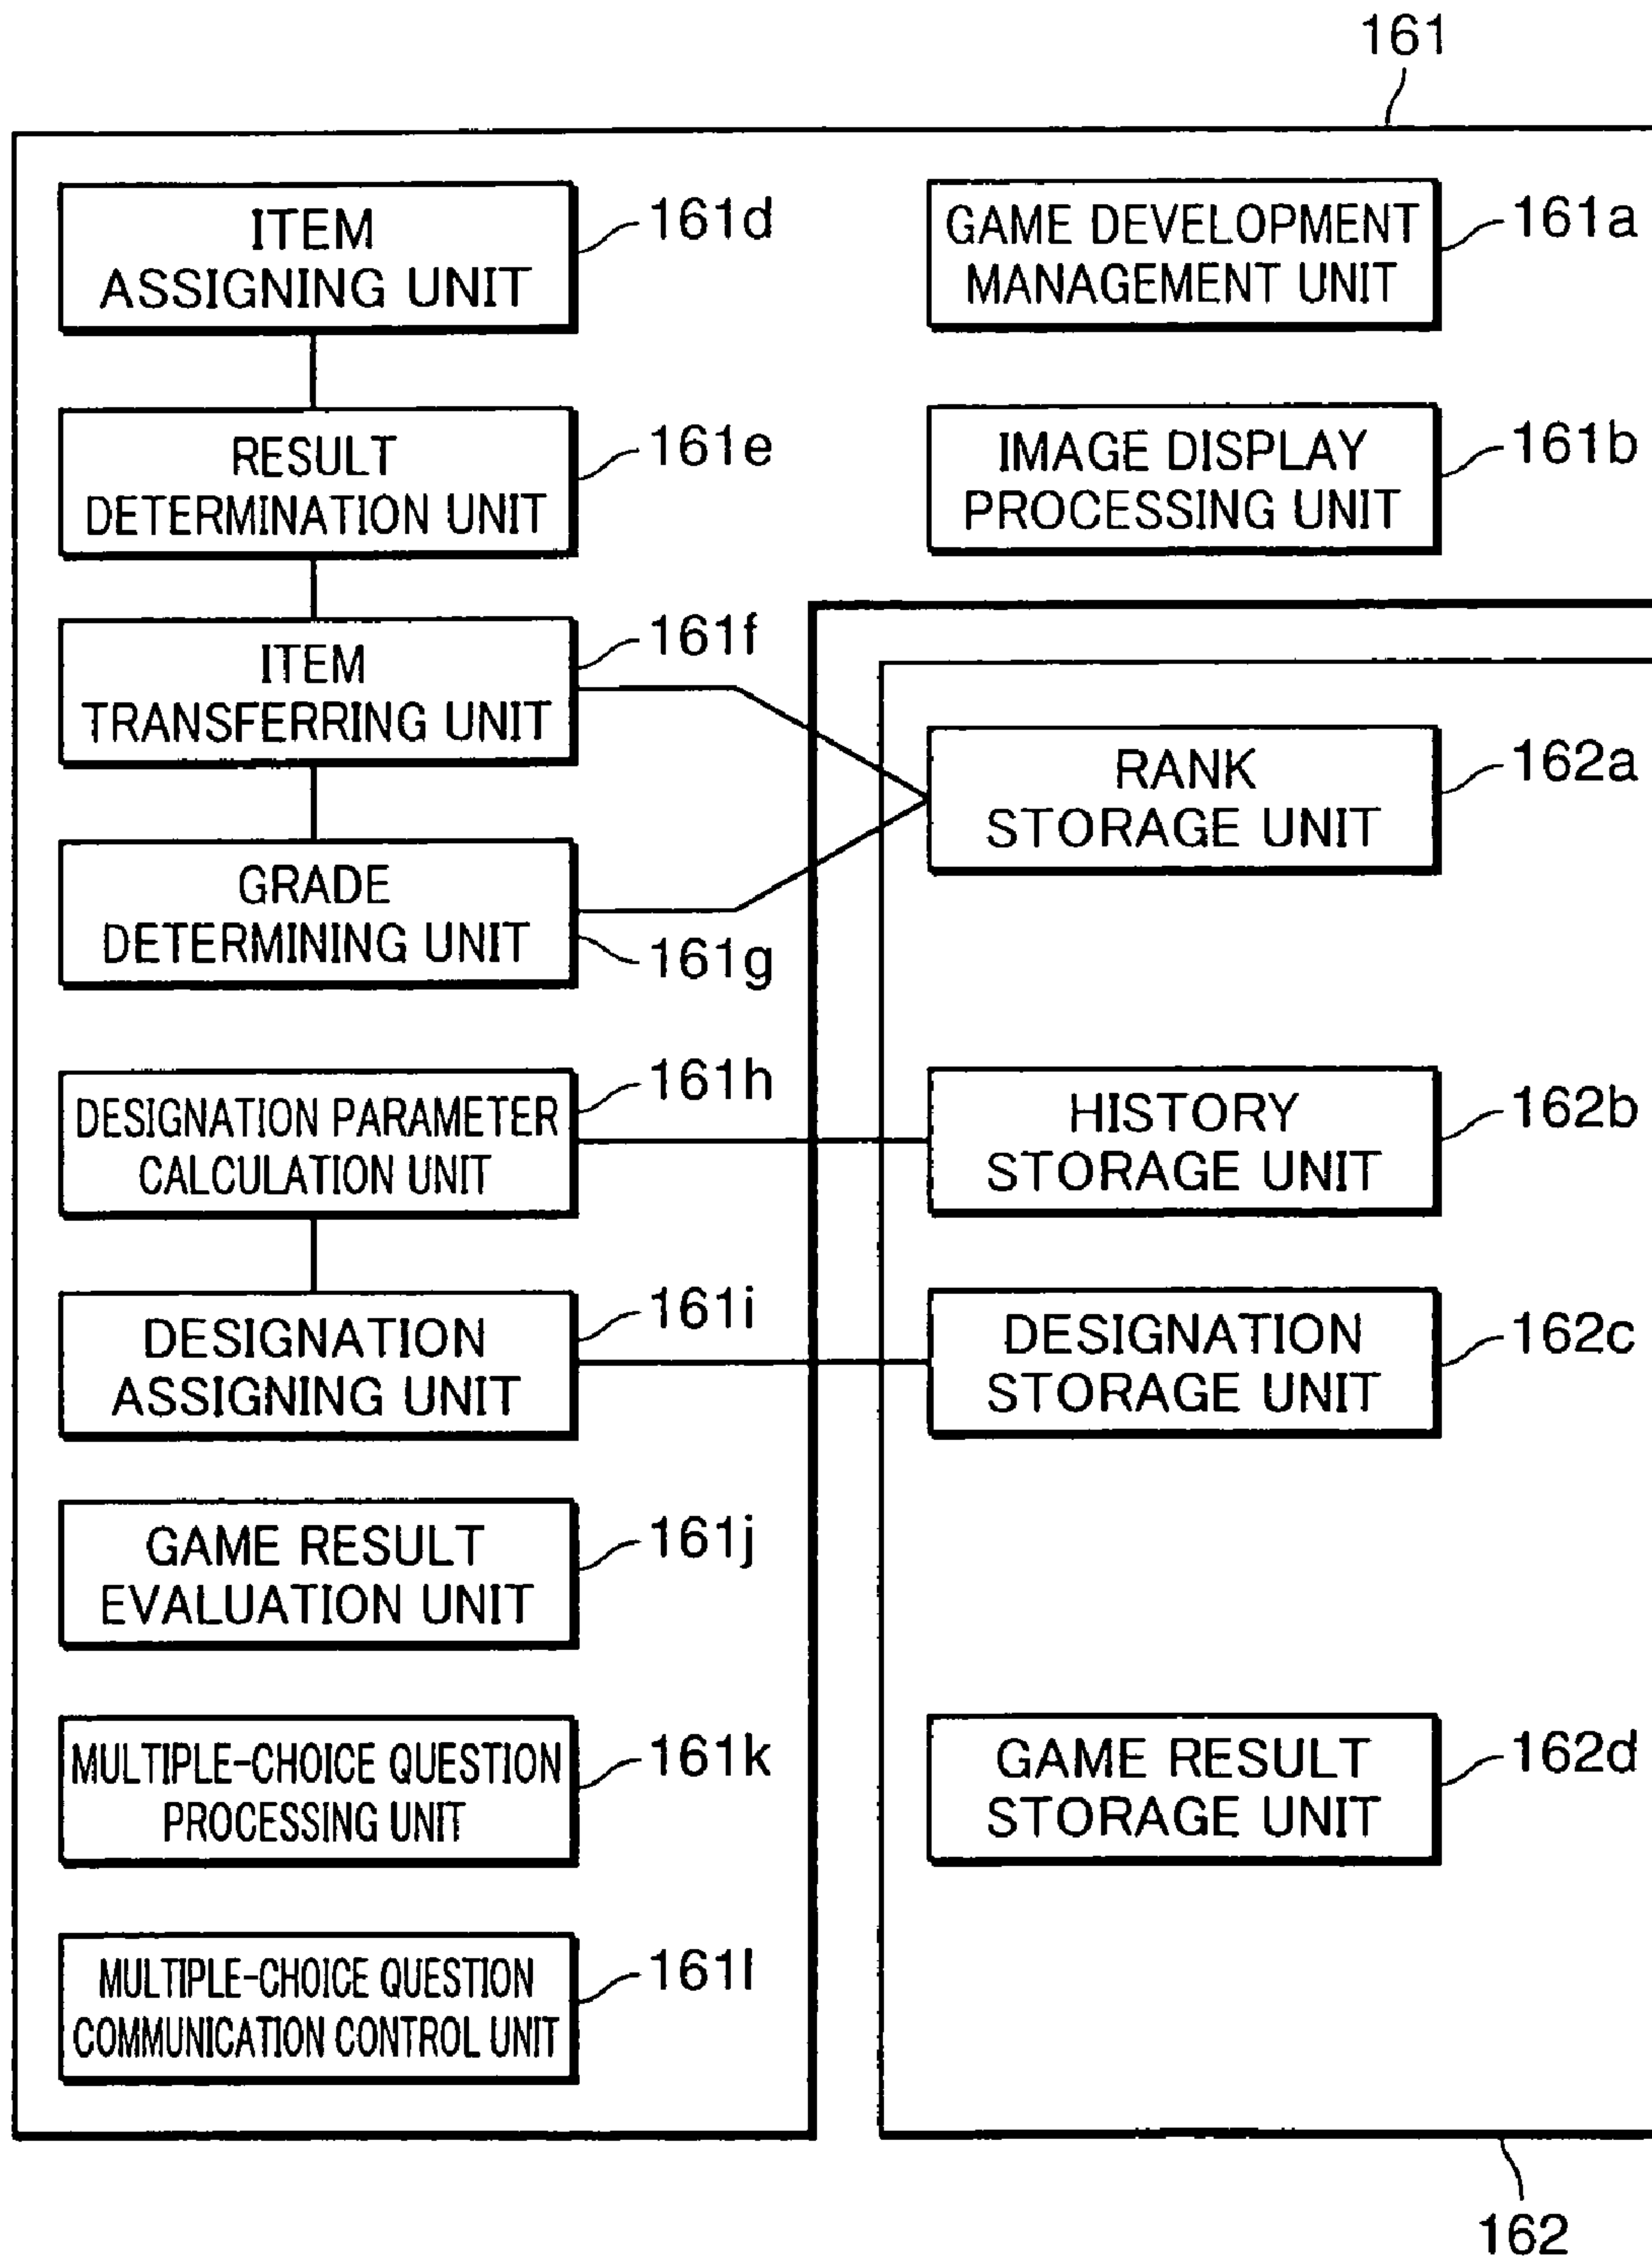 161
ITEM
ASSIGNING UNIT
161d
GAME DEVELOPMENT
MANAGEMENT UNIT
161a
RESULT
DETERMINATION UNIT
161e
IMAGE DISPLAY
PROCESSING UNIT
161b
ITEM
TRANSFERRING UNIT
161f
RANK
STORAGE UNIT
162a
GRADE
DETERMINING UNIT
161g
DESIGNATION PARAMETER
CALCULATION UNIT
161h
HISTORY
STORAGE UNIT
162b
DESIGNATION
ASSIGNING UNIT
161i
DESIGNATION
STORAGE UNIT
162c
GAME RESULT
EVALUATION UNIT
161j
MULTIPLE-CHOICE QUESTION
PROCESSING UNIT
161k
GAME RESULT
STORAGE UNIT
162d
MULTIPLE-CHOICE QUESTION
COMMUNICATION CONTROL UNIT
161l
162